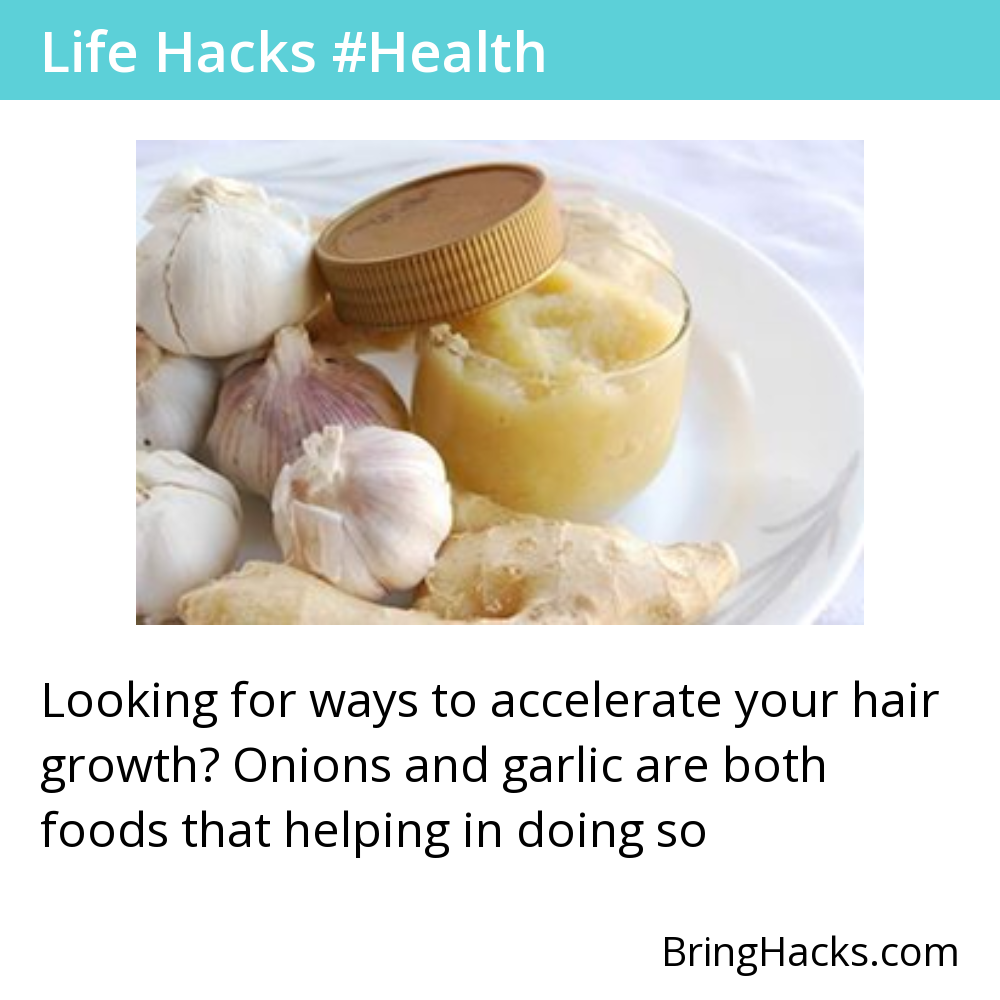 Life Hacks #Health
Looking for ways to accelerate your hair
growth? Onions and garlic are both
foods that helping in doing so
BringHacks.com